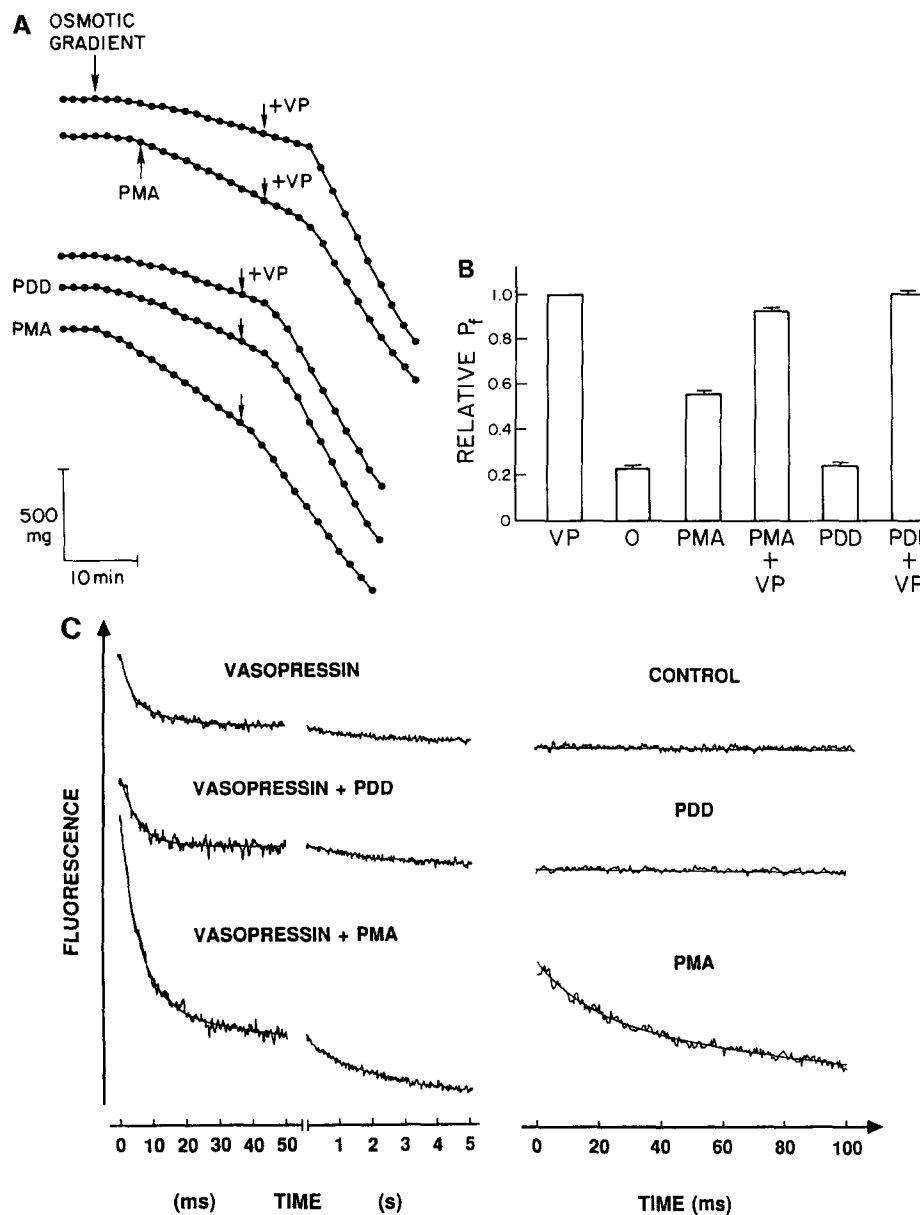 A
OSMOTIC
GRADIENT
+VP
PMA
+VP
+VP
PDD
PMA
500
mg
10 min
B
RELATIVE Pf
1.0
0.8
0.6
0.4
0.2
0
VP O PMA PMA PDD
+ +
VP
C
FLUORESCENCE
VASOPRESSIN
VASOPRESSIN + PDD
VASOPRESSIN + PMA
0 10 20 30 40 50 1 2 3 4 5
(ms) TIME (s)
CONTROL
PDD
PMA
0 20 40 60 80 100
TIME (ms)